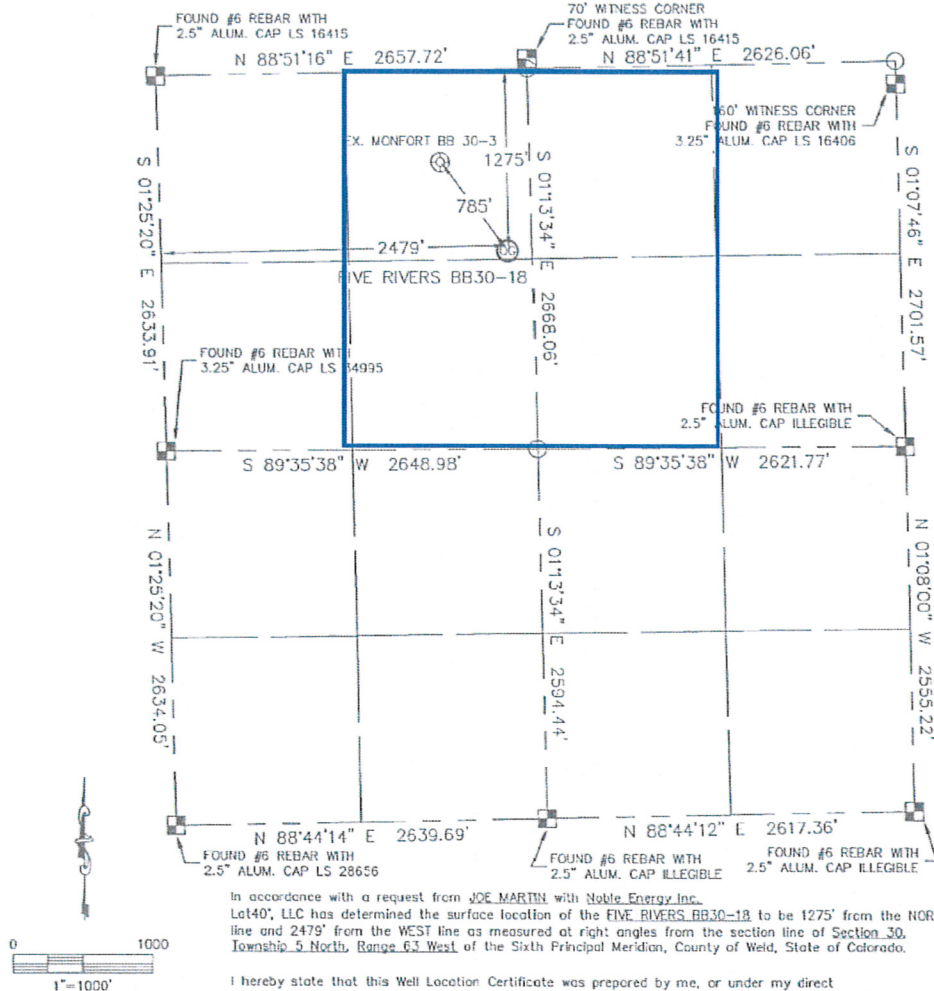 FOUND #6 REBAR WITH
2.5" ALUM. CAP LS 16415
70' WITNESS CORNER
FOUND #6 REBAR WITH
2.5" ALUM. CAP LS 16415
N 88°51'16" E 2657.72'
N 88°51'41" E 2626.06'
160' WITNESS CORNER
FOUND #6 REBAR WITH
3.25" ALUM. CAP LS 16406
EX. MONFORT BB 30-3
1275'
785'
2479'
FIVE RIVERS BB30-18
S 01°25'20" E 2633.91'
S 01°13'34" E 2668.06'
S 01°07'46" E 2701.57'
FOUND #6 REBAR WITH
3.25" ALUM. CAP LS 34995
FOUND #6 REBAR WITH
2.5" ALUM. CAP ILLEGIBLE
S 89°35'38" W 2648.98'
S 89°35'38" W 2621.77'
N 01°25'20" W 2634.05'
S 01°13'34" E 2594.44'
N 01°08'00" W 2555.22'
N 88°44'14" E 2639.69'
N 88°44'12" E 2617.36'
FOUND #6 REBAR WITH
2.5" ALUM. CAP LS 28656
FOUND #6 REBAR WITH
2.5" ALUM. CAP ILLEGIBLE
FOUND #6 REBAR WITH
2.5" ALUM. CAP ILLEGIBLE
0 1000
1"=1000'
In accordance with a request from JOE MARTIN with Noble Energy Inc.
Lat40°, LLC has determined the surface location of the FIVE RIVERS BB30-18 to be 1275' from the NOR
line and 2479' from the WEST line as measured at right angles from the section line of Section 30,
Township 5 North, Range 63 West of the Sixth Principal Meridian, County of Weld, State of Colorado.
I hereby state that this Well Location Certificate was prepared by me, or under my direct